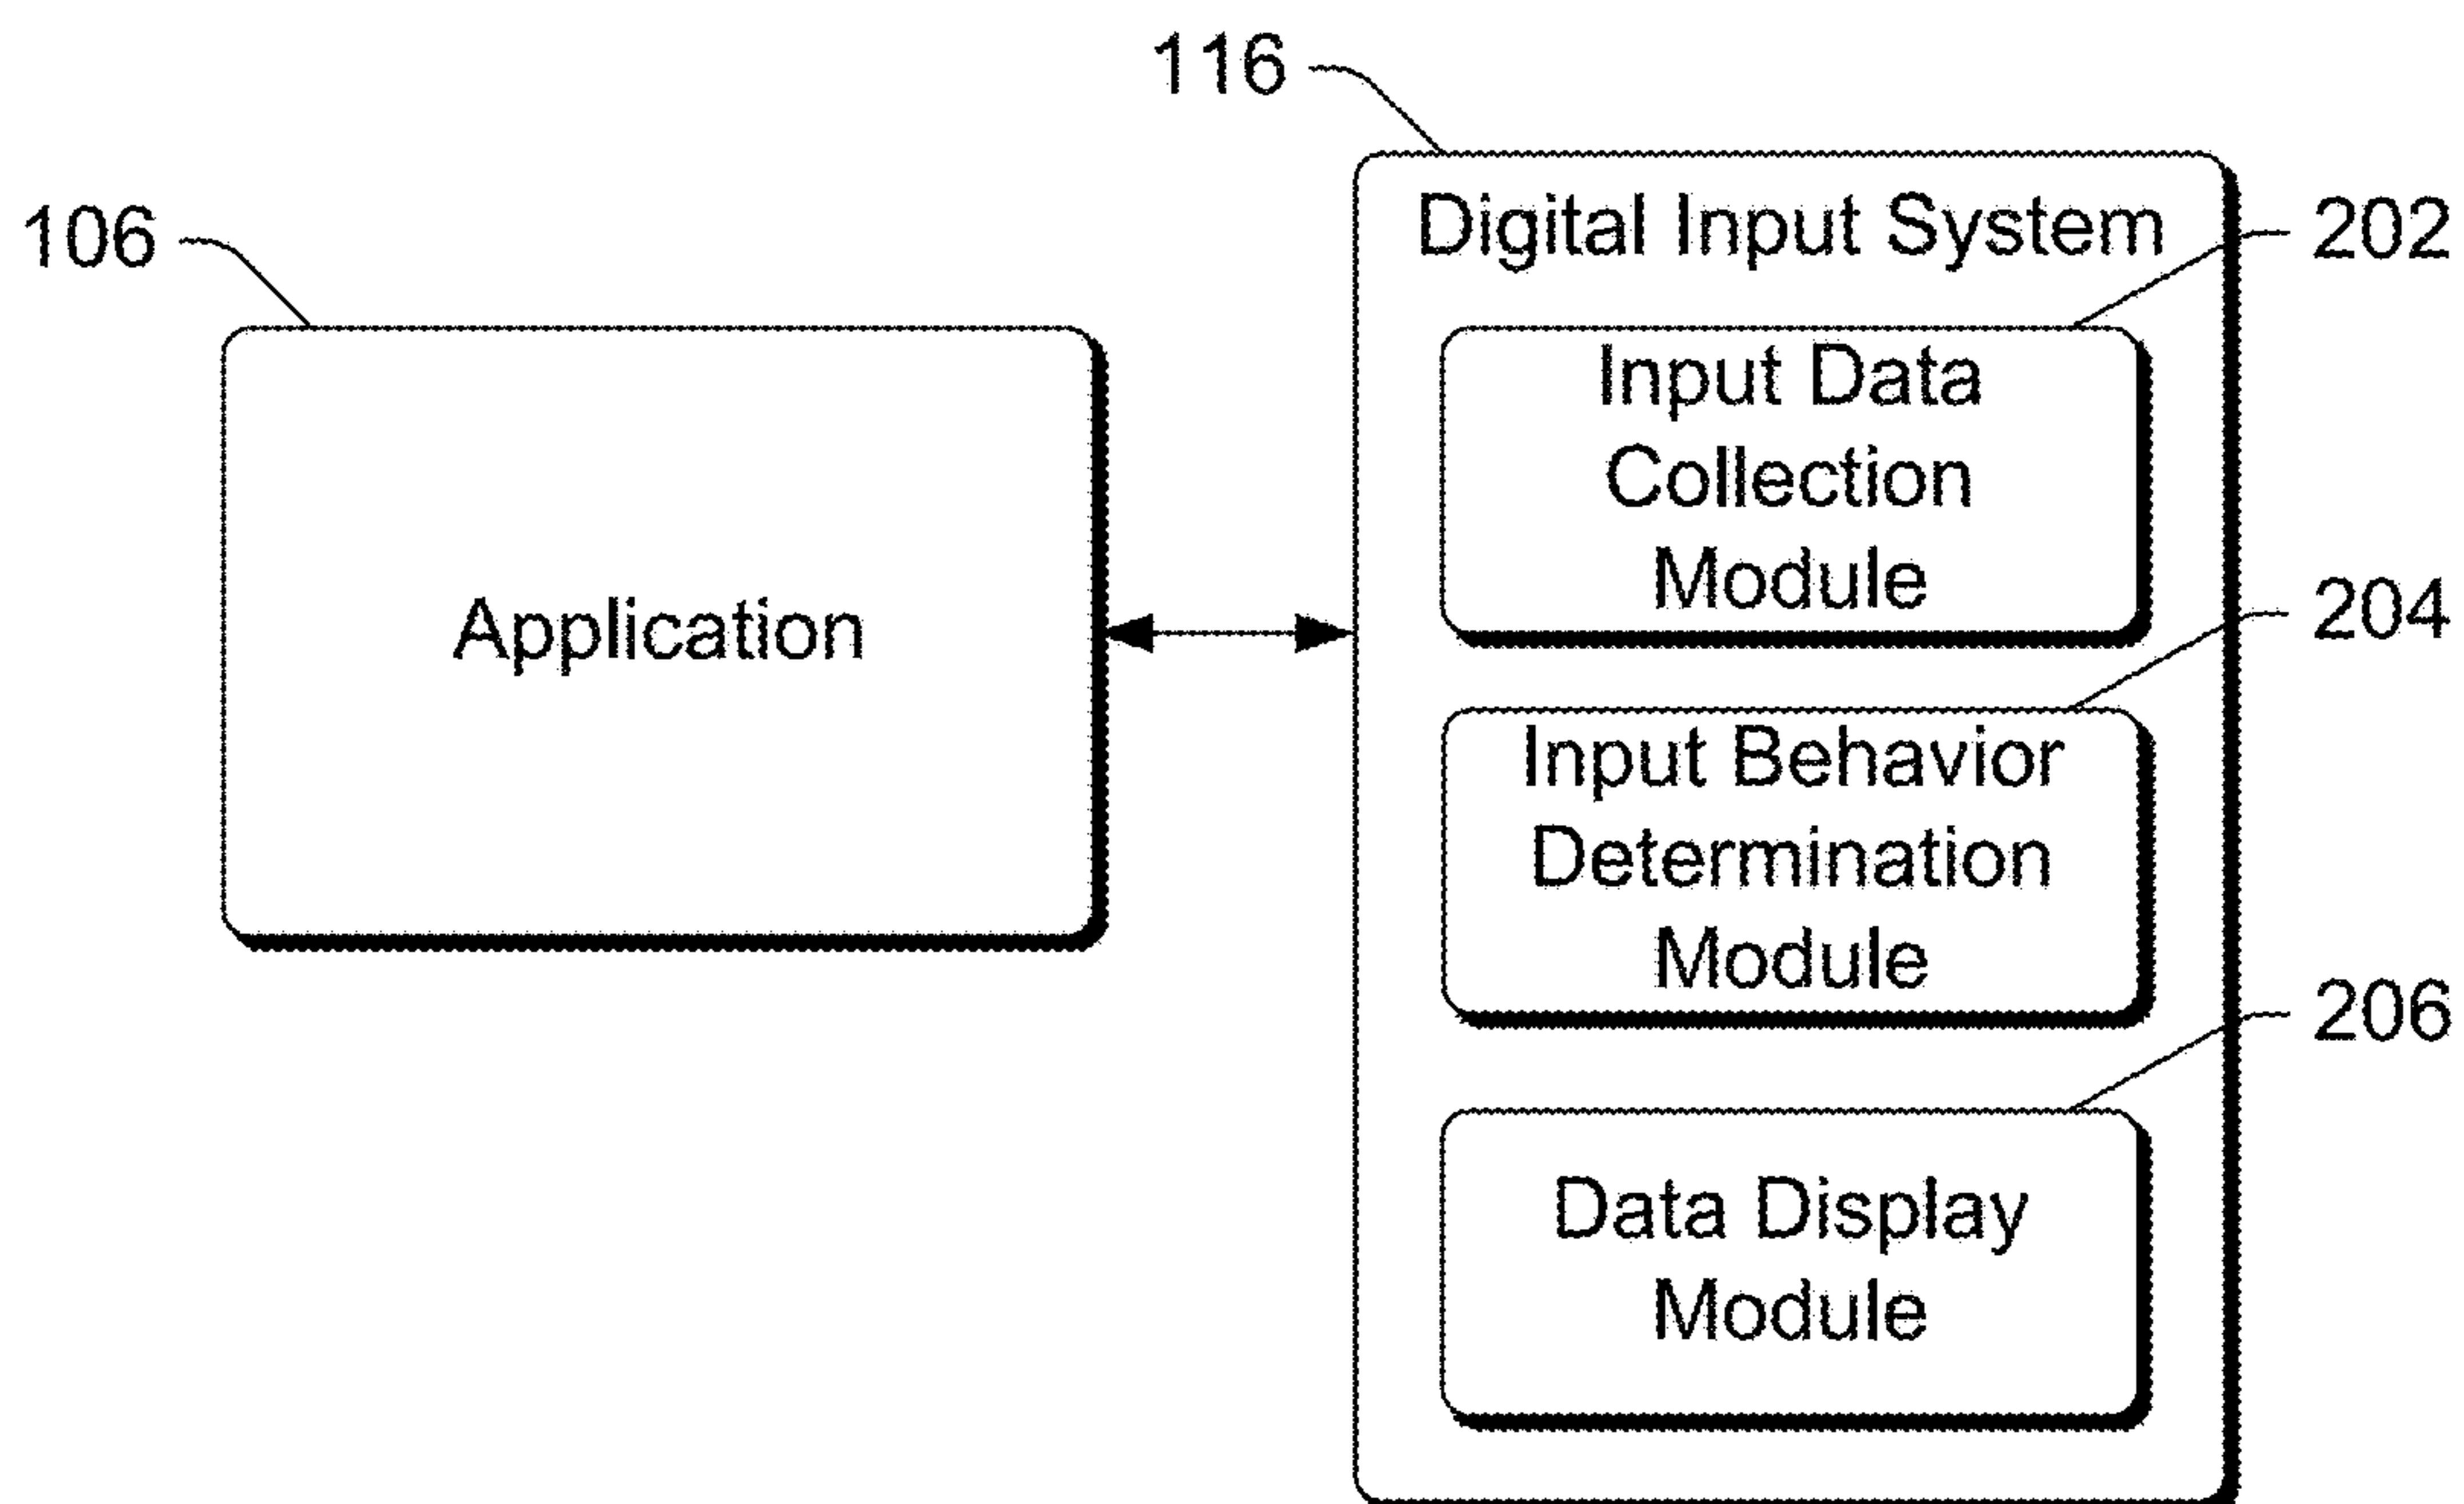 116
106
Digital Input System
202
Input Data
Collection
Module
204
Application
Input Behavior
Determination
Module
206
Data Display
Module